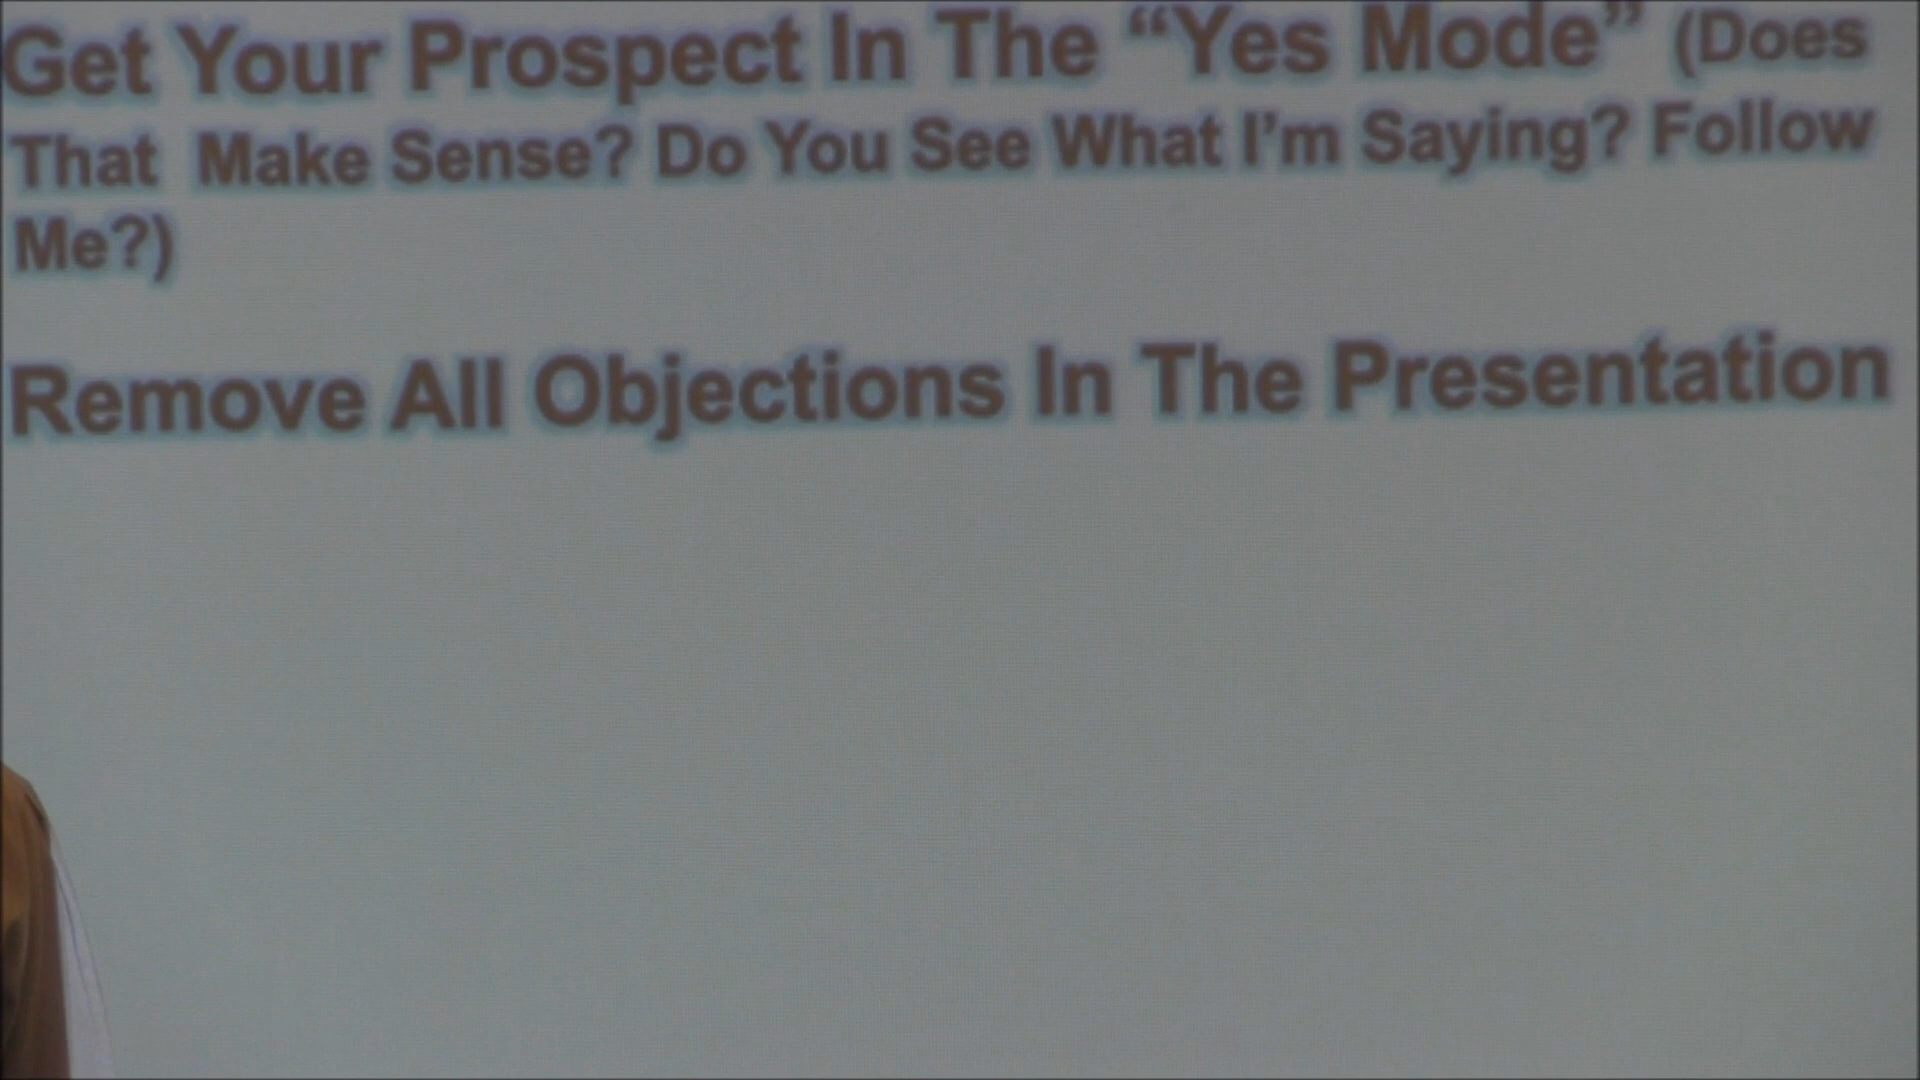 Get Your Prospect In The “Yes Mode” (Does
That Make Sense? Do You See What I’m Saying? Follow
Me?)
Remove All Objections In The Presentation